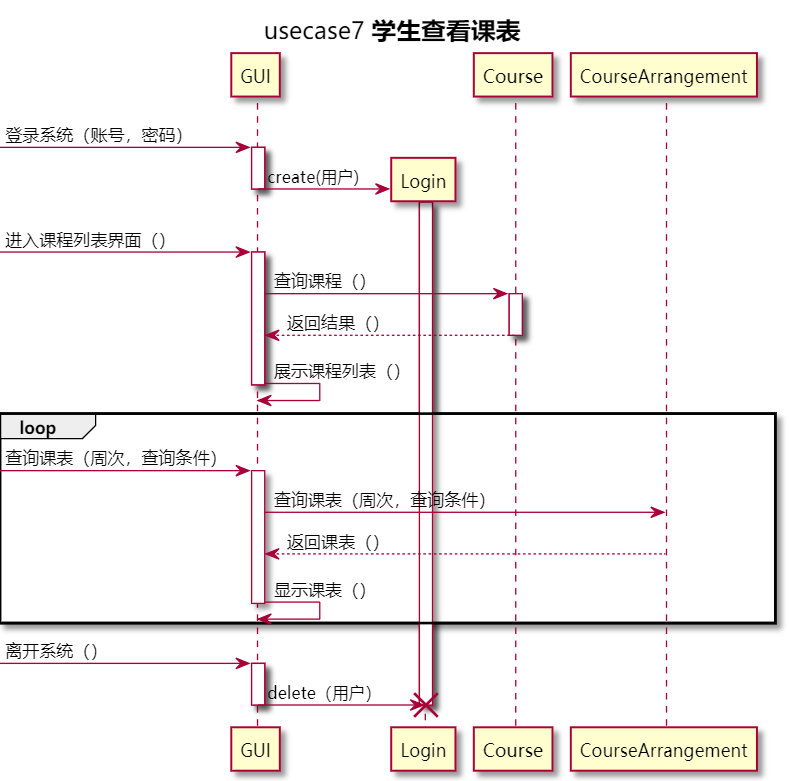 usecase7 学生查看课表
GUI
Course
CourseArrangement
登录系统（账号，密码）
create(用户)
Login
进入课程列表界面（）
查询课程（）
返回结果（）
展示课程列表（）
loop
查询课表（周次，查询条件）
查询课表（周次，查询条件）
返回课表（）
显示课表（）
离开系统（）
delete（用户）
GUI
Login
Course
CourseArrangement